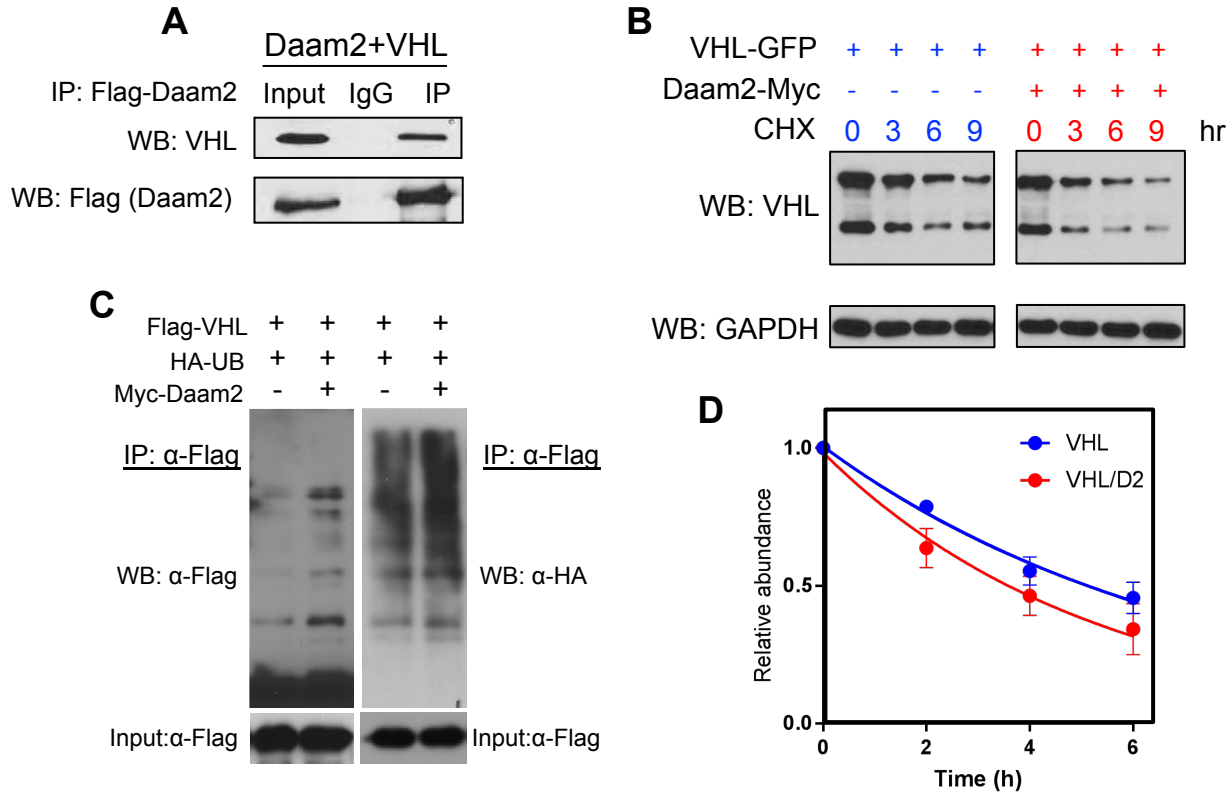 A
Daam2+VHL
IP: Flag-Daam2 Input IgG IP
WB: VHL
WB: Flag (Daam2)
B
VHL-GFP + + + + + + + +
Daam2-Myc - - - - + + + +
CHX 0 3 6 9 0 3 6 9 hr
WB: VHL
WB: GAPDH
C
Flag-VHL + + + +
HA-UB + + + +
Myc-Daam2 - + - +
IP: α-Flag IP: α-Flag
WB: α-Flag WB: α-HA
Input:α-Flag Input:α-Flag
D
VHL
VHL/D2
Relative abundance
1.0
0.5
0.0
0 2 4 6
Time (h)